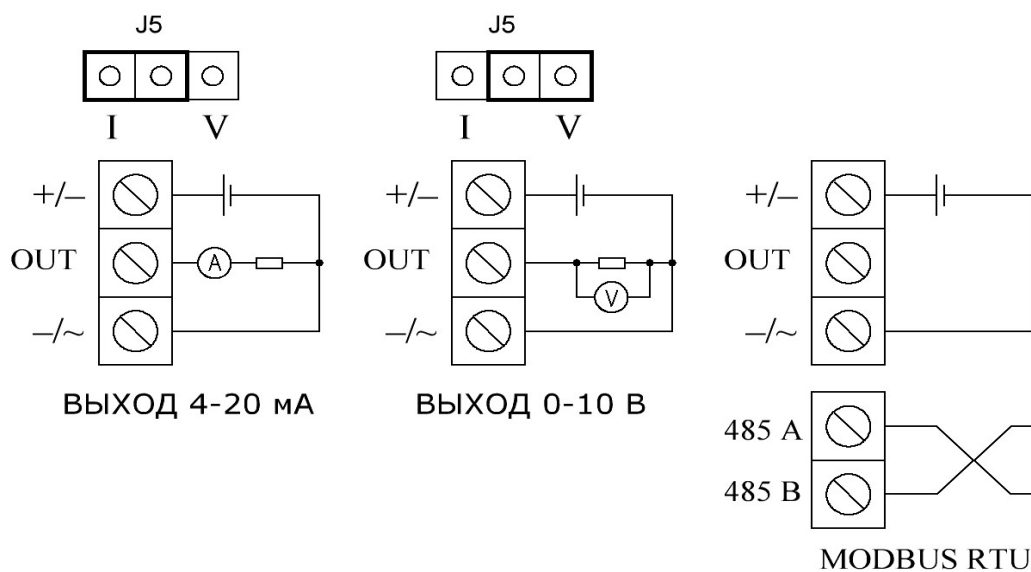 J5
I V
+/–
OUT
–/~
ВЫХОД 4-20 мА
J5
I V
+/–
OUT
–/~
ВЫХОД 0-10 В
+/–
OUT
–/~
485 A
485 B
MODBUS RTU
A
V